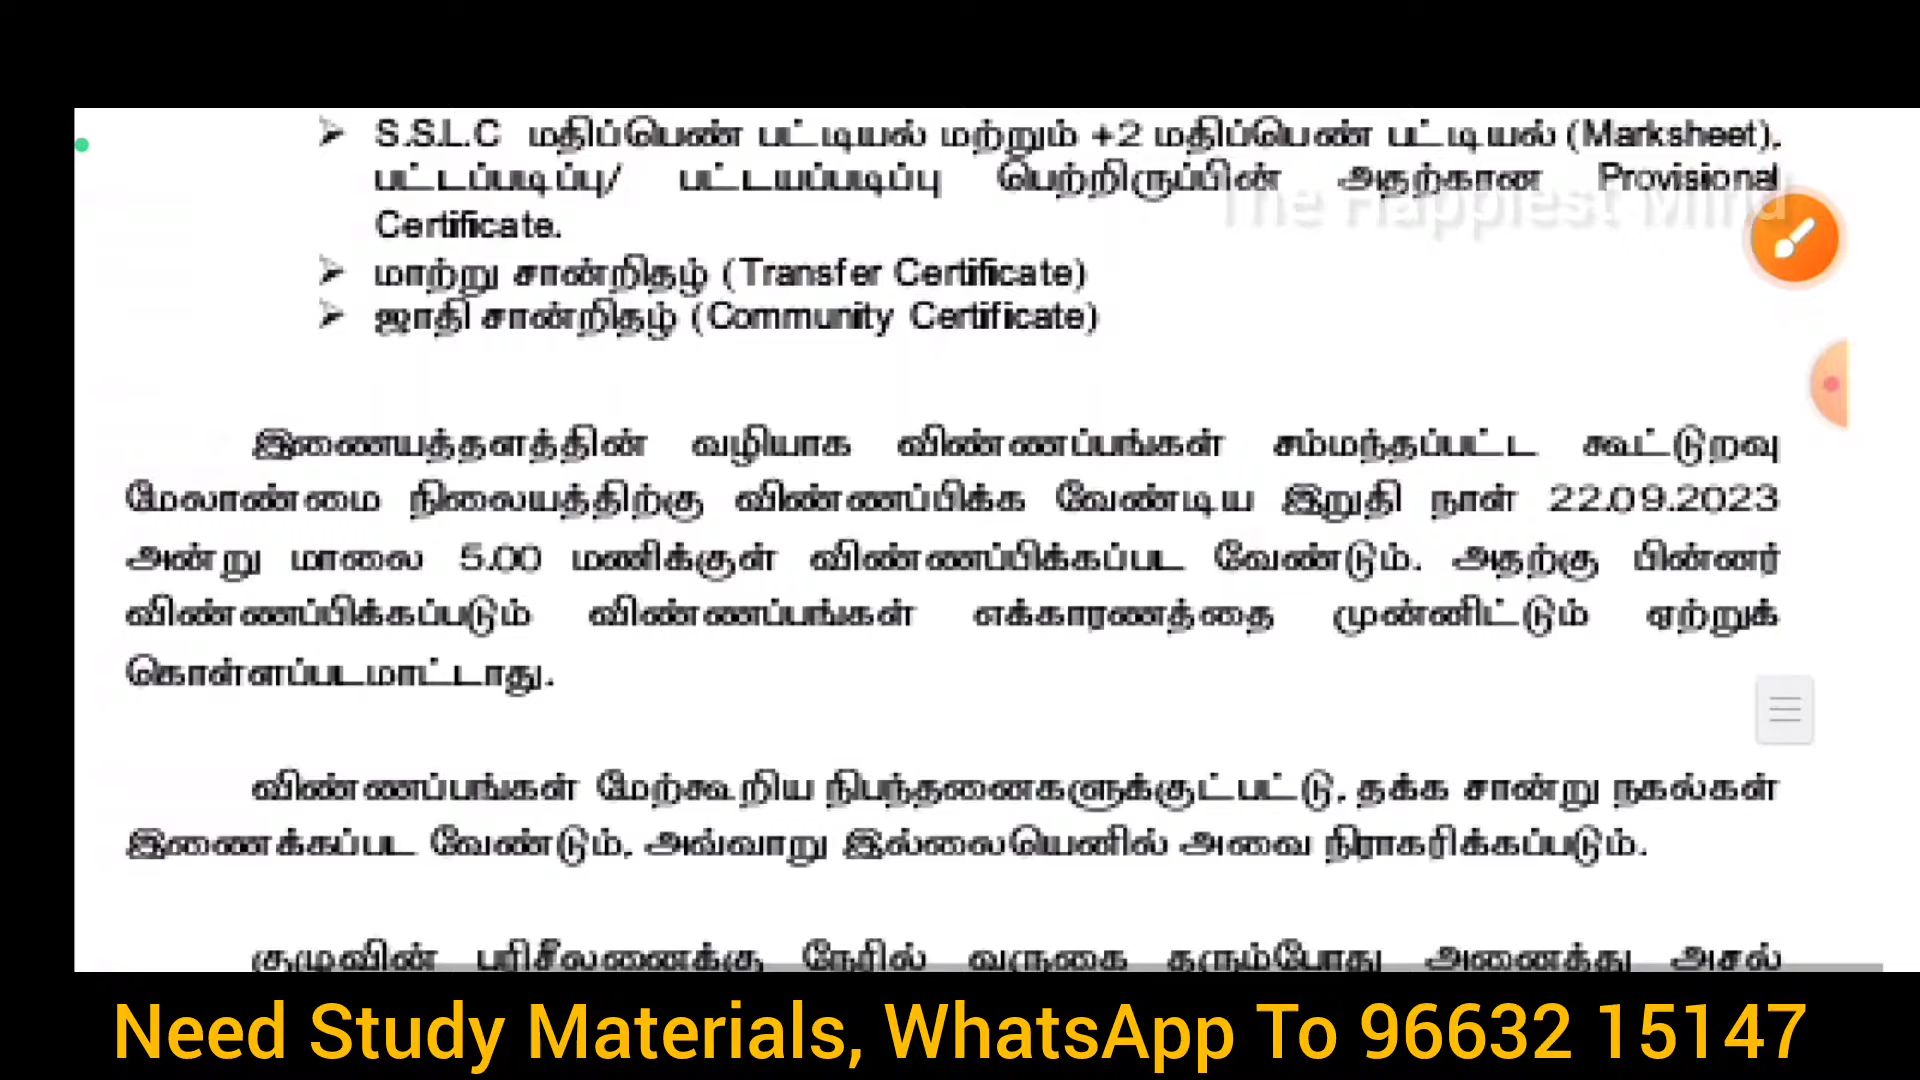 ➢ S.S.L.C மதிப்பெண் பட்டியல் மற்றும் +2 மதிப்பெண் பட்டியல் (Marksheet),
பட்டப்படிப்பு/ பட்டயப்படிப்பு பெற்றிருப்பின் அதற்கான Provisional
The Happiest Mind
Certificate.
➢ மாற்று சான்றிதழ் (Transfer Certificate)
➢ ஜாதி சான்றிதழ் (Community Certificate)
இணையத்தளத்தின் வழியாக விண்ணப்பங்கள் சம்மந்தப்பட்ட கூட்டுறவு
மேலாண்மை நிலையத்திற்கு விண்ணப்பிக்க வேண்டிய இறுதி நாள் 22.09.2023
அன்று மாலை 5.00 மணிக்குள் விண்ணப்பிக்கப்பட வேண்டும். அதற்கு பின்னர்
விண்ணப்பிக்கப்படும் விண்ணப்பங்கள் எக்காரணத்தை முன்னிட்டும் ஏற்றுக்
கொள்ளப்படமாட்டாது.
விண்ணப்பங்கள் மேற்கூறிய நிபந்தனைகளுக்குட்பட்டு, தக்க சான்று நகல்கள்
இணைக்கப்பட வேண்டும், அவ்வாறு இல்லையெனில் அவை நிராகரிக்கப்படும்.
குழுவின் பரிசீலனைக்கு நேரில் வருகை தரும்போது அனைத்து அசல்
Need Study Materials, WhatsApp To 96632 15147